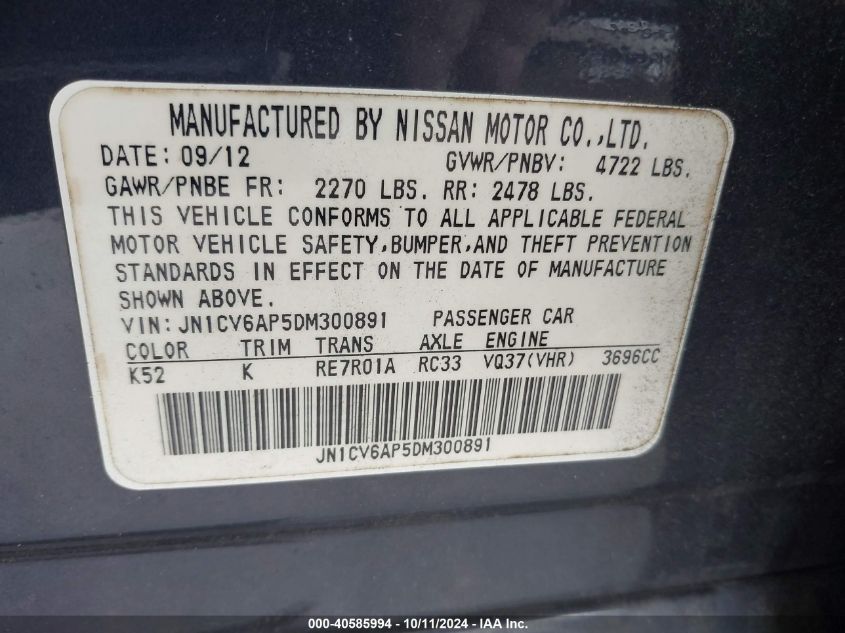 MANUFACTURED BY NISSAN MOTOR CO.,LTD.
DATE: 09/12 GVWR/PNBV: 4722 LBS.
GAWR/PNBE FR: 2270 LBS. RR: 2478 LBS.
THIS VEHICLE CONFORMS TO ALL APPLICABLE FEDERAL
MOTOR VEHICLE SAFETY,BUMPER,AND THEFT PREVENTION
STANDARDS IN EFFECT ON THE DATE OF MANUFACTURE
SHOWN ABOVE.
VIN: JN1CV6AP5DM300891 PASSENGER CAR
COLOR TRIM TRANS AXLE ENGINE
K52 K RE7R01A RC33 VQ37(VHR) 3696CC
JN1CV6AP5DM300891
000-40585994 - 10/11/2024 - IAA Inc.